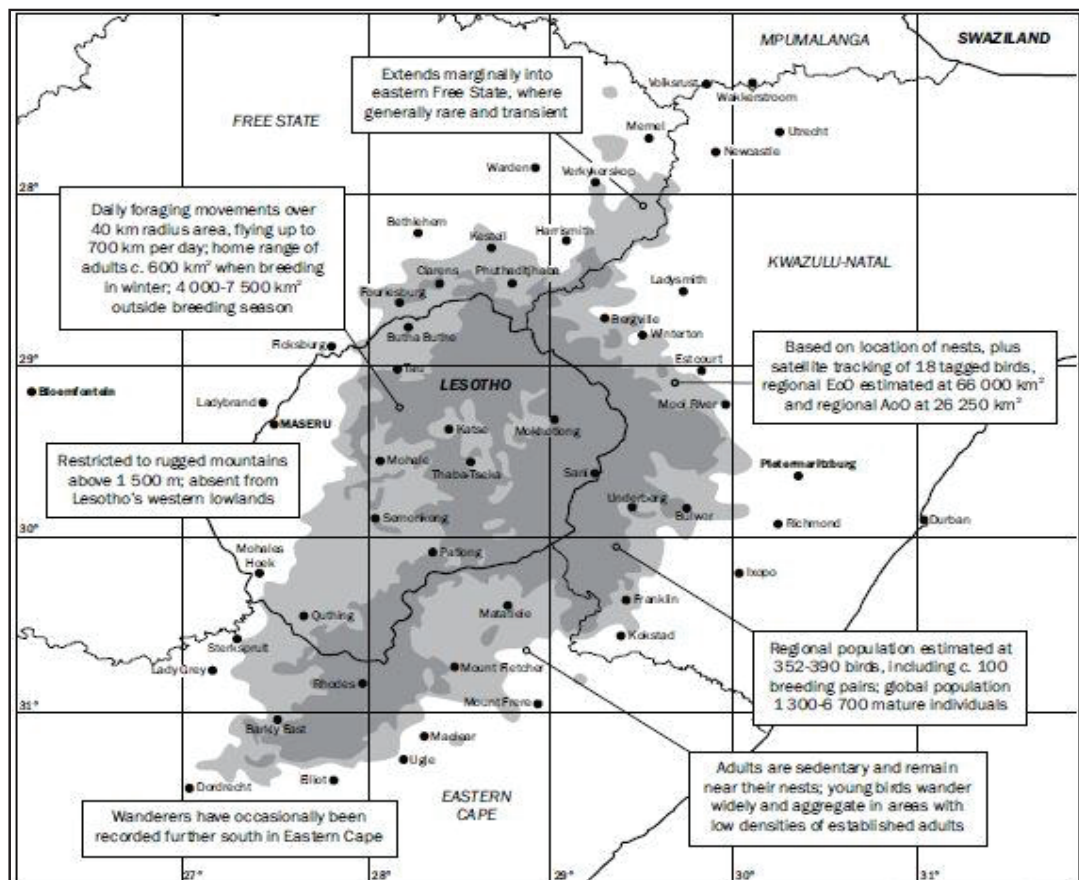 MPUMALANGA
SWAZILAND
Extends marginally into
eastern Free State, where
generally rare and transient
Volksrust
Wakkerstroom
FREE STATE
Memel
Utrecht
Newcastle
Warden
Verkykerskop
28°
Daily foraging movements over
40 km radius area, flying up to
700 km per day; home range of
adults c. 600 km² when breeding
in winter; 4 000-7 500 km²
outside breeding season
Bethlehem
Kestell
Harrismith
KWAZULU-NATAL
Clarens
Phuthaditjhaba
Ladysmith
Fouriesburg
Bergville
Butha Buthe
Winterton
Ficksburg
29°
Estcourt
Based on location of nests, plus
satellite tracking of 18 tagged birds,
regional EoO estimated at 66 000 km²
and regional AoO at 26 250 km²
LESOTHO
Bloemfontein
Ladybrand
Mooi River
MASERU
Katse
Mokhotlong
Restricted to rugged mountains
above 1 500 m; absent from
Lesotho's western lowlands
Mohale
Thaba-Tseka
Sani
Pietermaritzburg
Underberg
Bulwer
Semonkong
Richmond
Durban
30°
Mohales
Hoek
Patlong
Ixopo
Franklin
Matatiele
Quthing
Kokstad
Sterkspruit
Lady Grey
Mount Fletcher
Rhodes
Regional population estimated at
352-390 birds, including c. 100
breeding pairs; global population
1 300-6 700 mature individuals
Mount Frere
31°
Barkly East
Maclear
Ugie
Elliot
Dordrecht
Adults are sedentary and remain
near their nests; young birds wander
widely and aggregate in areas with
low densities of established adults
EASTERN
CAPE
Wanderers have occasionally been
recorded further south in Eastern Cape
27°
28°
29°
30°
31°